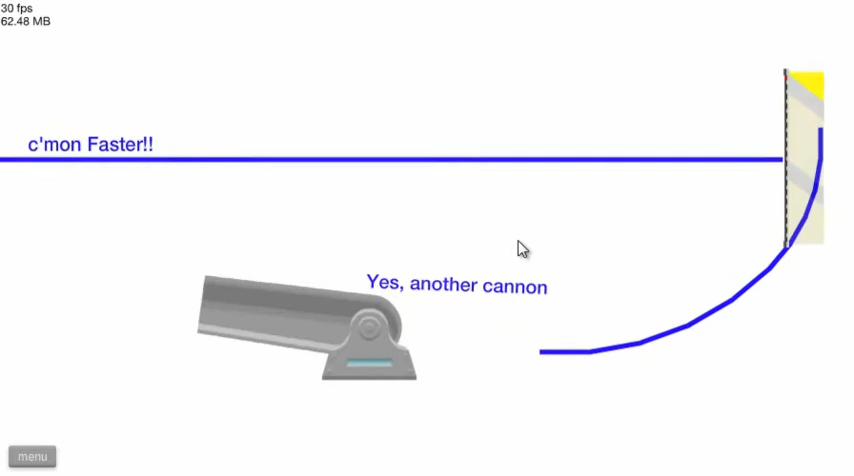 30 fps
62.48 MB
c'mon Faster!!
Yes, another cannon
menu